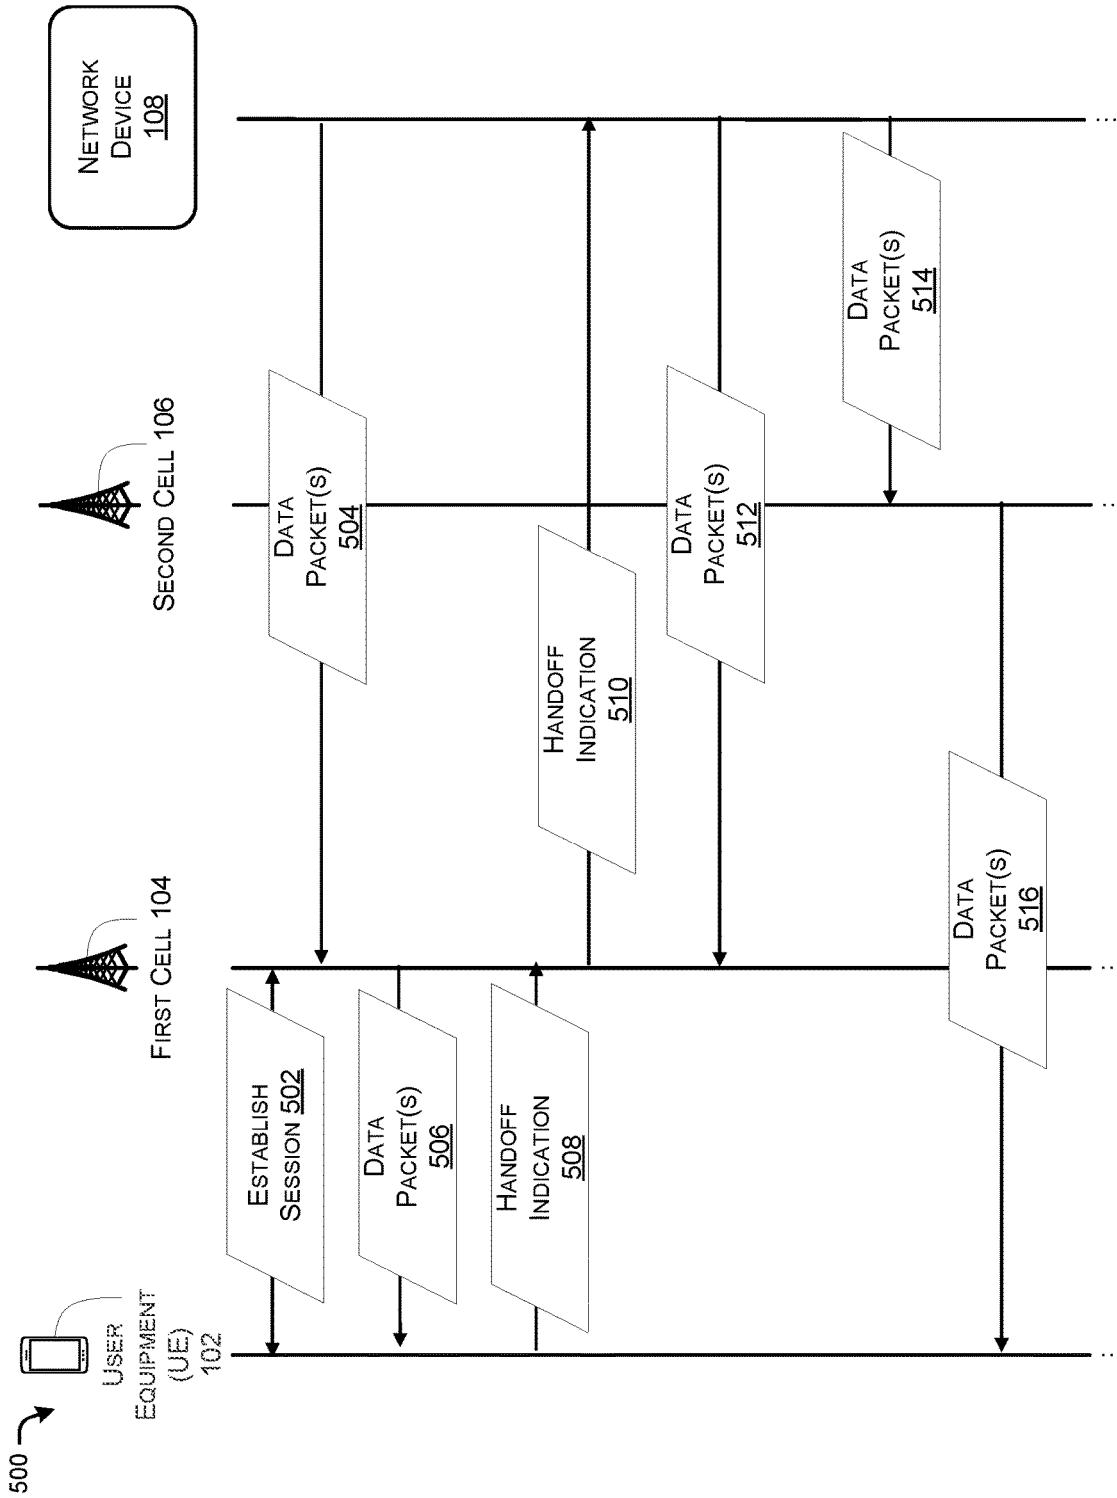 500
USER
EQUIPMENT
(UE)
102
FIRST CELL 104
SECOND CELL 106
NETWORK
DEVICE
108
ESTABLISH
SESSION 502
DATA
PACKET(S)
504
DATA
PACKET(S)
506
HANDOFF
INDICATION
508
HANDOFF
INDICATION
510
DATA
PACKET(S)
512
DATA
PACKET(S)
514
DATA
PACKET(S)
516